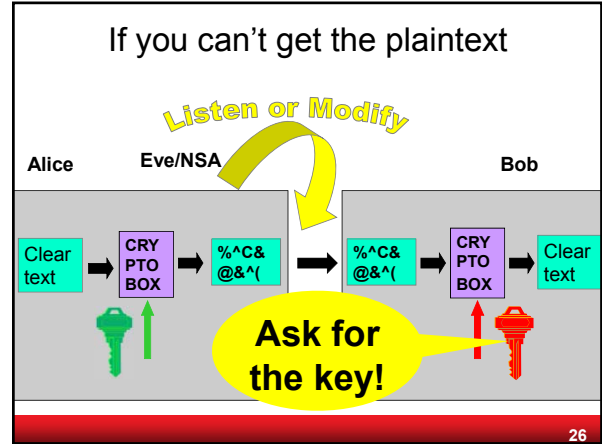 If you can't get the plaintext
Listen or Modify
Alice
Eve/NSA
Bob
Clear
text
CRY
PTO
BOX
%^C&
@&^(
%^C&
@&^(
CRY
PTO
BOX
Clear
text
Ask for
the key!
26